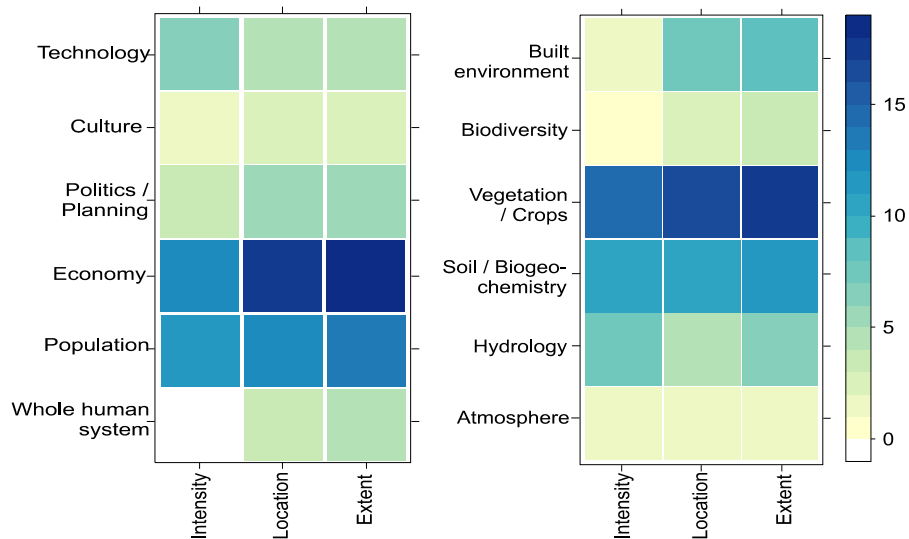 Technology
Culture
Politics /
Planning
Economy
Population
Whole human
system
Intensity
Location
Extent
Built
environment
Biodiversity
Vegetation
/ Crops
Soil / Biogeo-
chemistry
Hydrology
Atmosphere
Intensity
Location
Extent
15
10
5
0